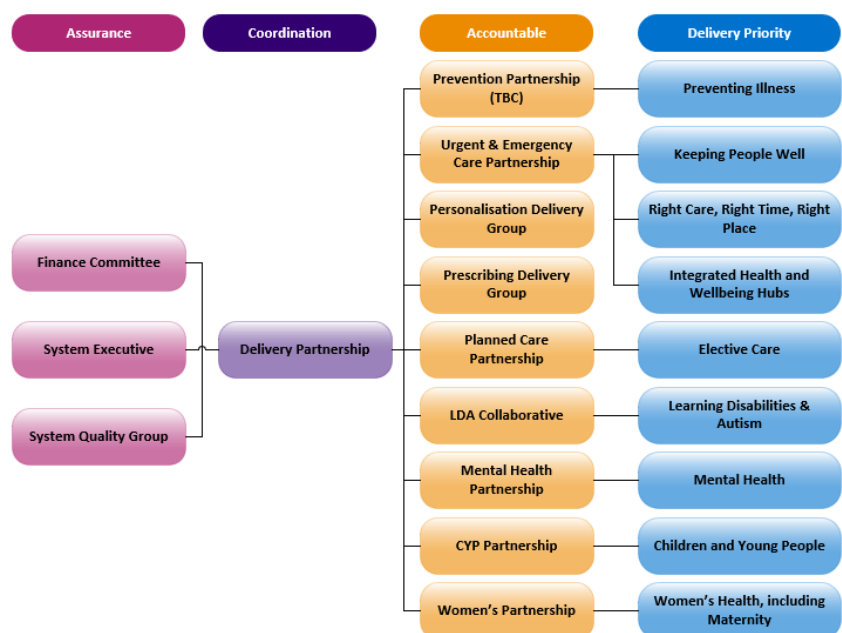 Assurance
Coordination
Accountable
Delivery Priority
Prevention Partnership
(TBC)
Preventing Illness
Urgent & Emergency
Care Partnership
Keeping People Well
Personalisation Delivery
Group
Right Care, Right Time, Right
Place
Finance Committee
Prescribing Delivery
Group
Integrated Health and
Wellbeing Hubs
System Executive
Delivery Partnership
Planned Care
Partnership
Elective Care
System Quality Group
LDA Collaborative
Learning Disabilities &
Autism
Mental Health
Partnership
Mental Health
CYP Partnership
Children and Young People
Women's Partnership
Women's Health, including
Maternity